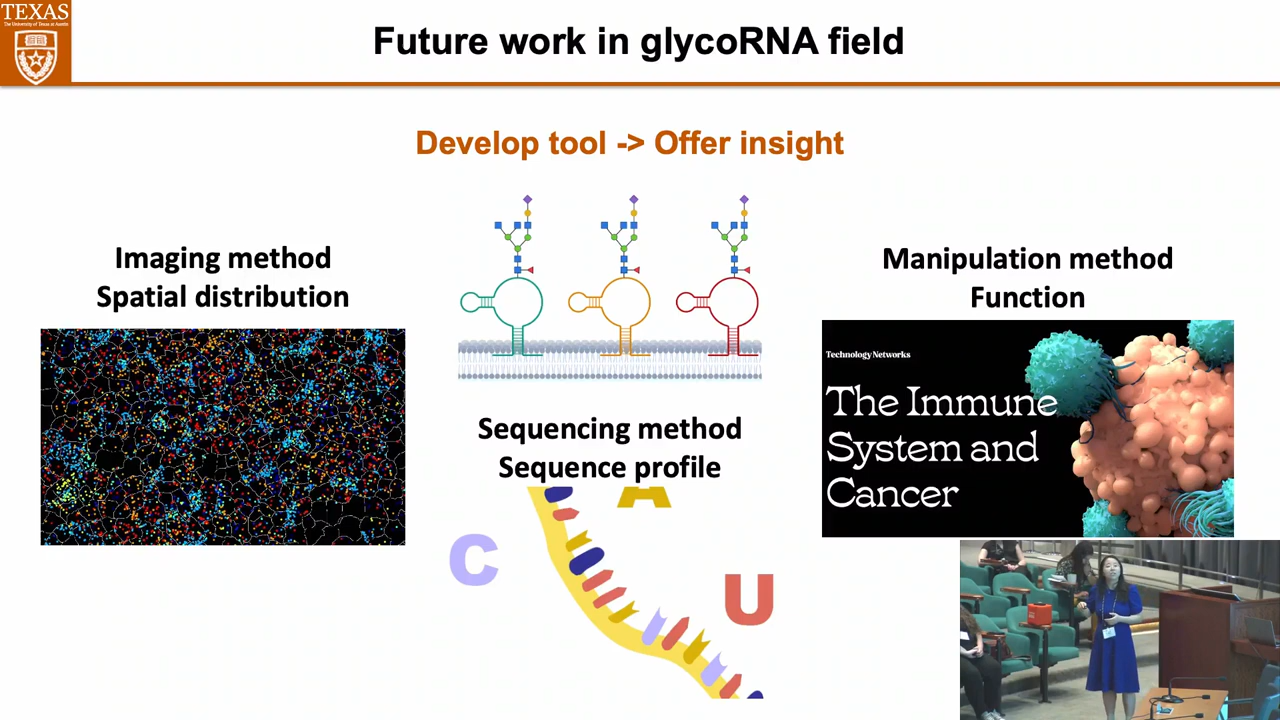 TEXAS
The University of Texas at Austin
Future work in glycoRNA field
Develop tool -> Offer insight
Imaging method
Spatial distribution
Sequencing method
Sequence profile
A
C
U
Manipulation method
Function
Technology Networks
The Immune
System and
Cancer